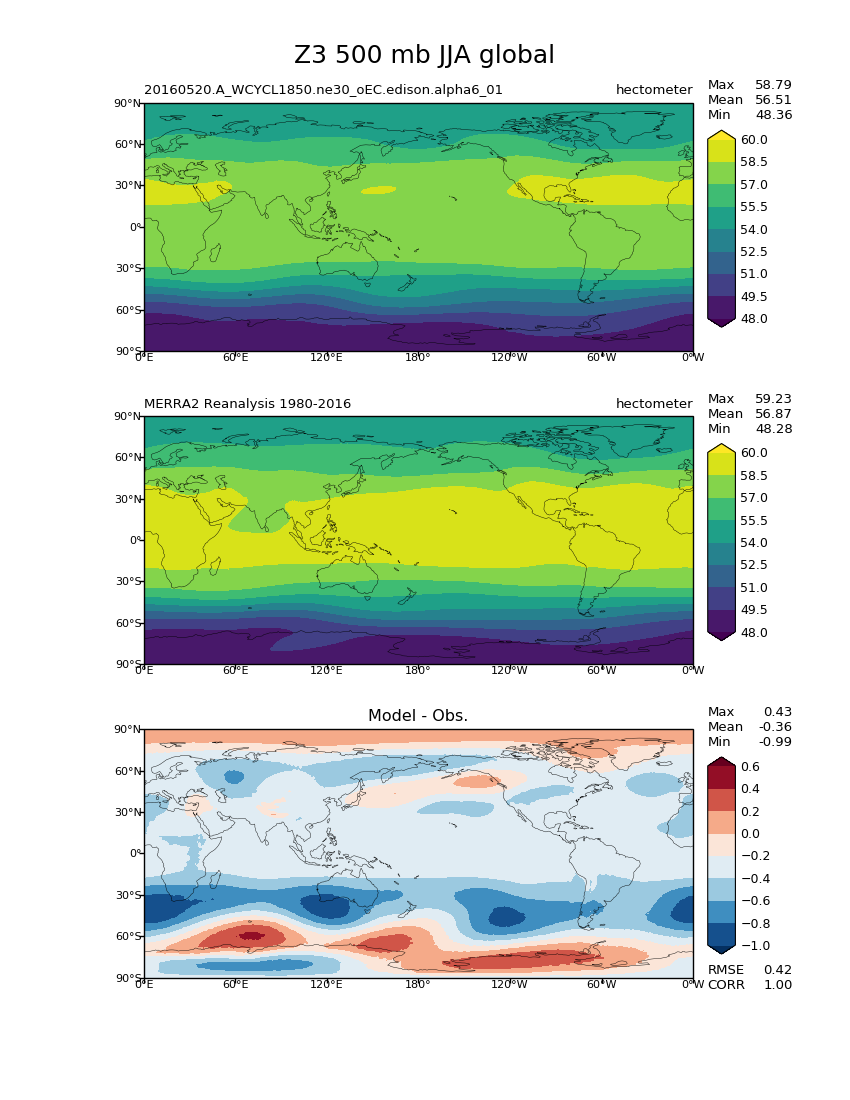 Z3 500 mb JJA global
20160520.A_WCYCL1850.ne30_oEC.edison.alpha6_01 hectometer
Max 58.79
Mean 56.51
Min 48.36
90°N
60°N
30°N
0°
30°S
60°S
90°S
0°E 60°E 120°E 180° 120°W 60°W 0°W
60.0
58.5
57.0
55.5
54.0
52.5
51.0
49.5
48.0
MERRA2 Reanalysis 1980-2016 hectometer
Max 59.23
Mean 56.87
Min 48.28
90°N
60°N
30°N
0°
30°S
60°S
90°S
0°E 60°E 120°E 180° 120°W 60°W 0°W
60.0
58.5
57.0
55.5
54.0
52.5
51.0
49.5
48.0
Model - Obs.
Max 0.43
Mean -0.36
Min -0.99
90°N
60°N
30°N
0°
30°S
60°S
90°S
0°E 60°E 120°E 180° 120°W 60°W 0°W
0.6
0.4
0.2
0.0
−0.2
−0.4
−0.6
−0.8
−1.0
RMSE 0.42
CORR 1.00